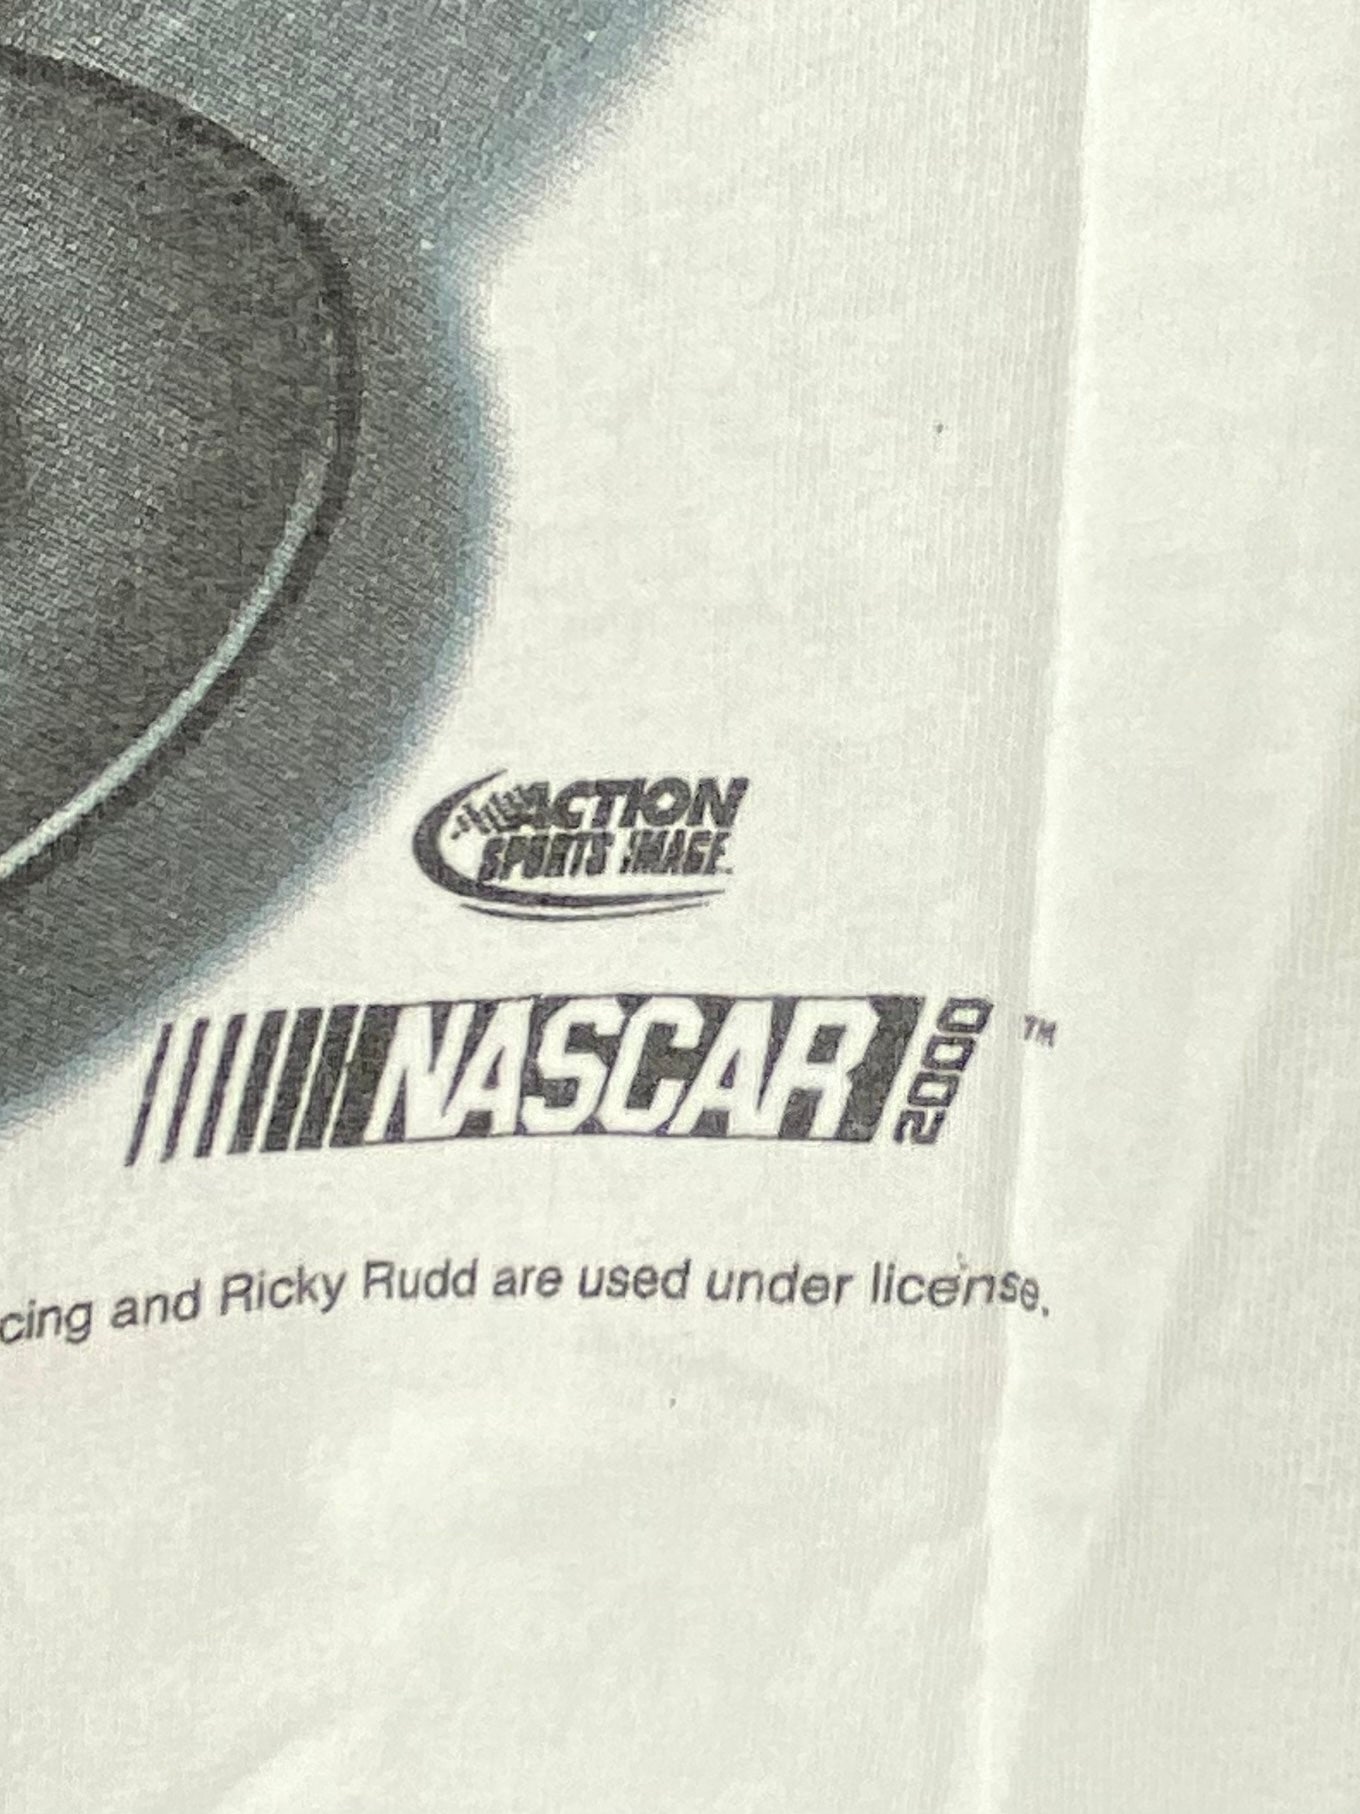 ACTION
SPORTS IMAGE.
NASCAR 2000 ™
cing and Ricky Rudd are used under license.